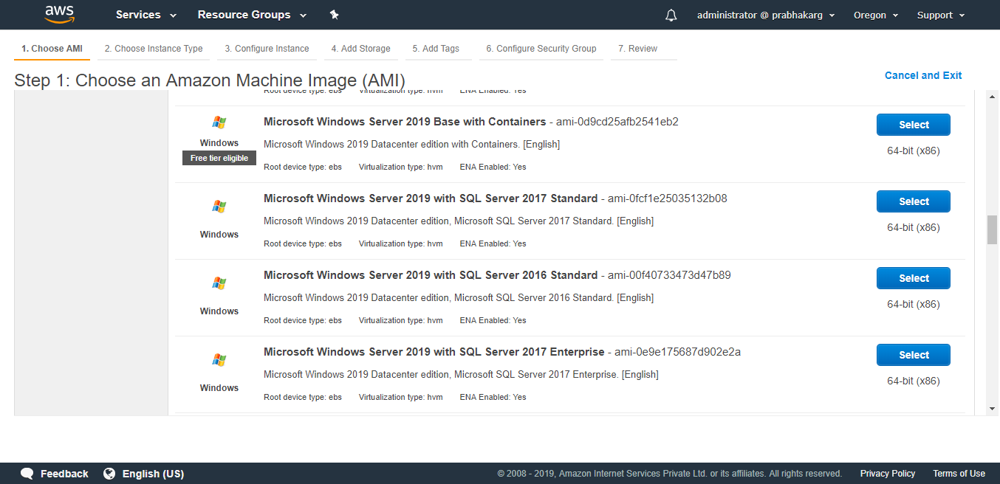 aws Services Resource Groups administrator @ prabhakarg Oregon Support
1. Choose AMI 2. Choose Instance Type 3. Configure Instance 4. Add Storage 5. Add Tags 6. Configure Security Group 7. Review
Step 1: Choose an Amazon Machine Image (AMI) Cancel and Exit
Root device type: ebs Virtualization type: hvm ENA Enabled: Yes
Microsoft Windows Server 2019 Base with Containers - ami-0d9cd25afb2541eb2 Select
Windows Microsoft Windows 2019 Datacenter edition with Containers. [English] 64-bit (x86)
Free tier eligible
Root device type: ebs Virtualization type: hvm ENA Enabled: Yes
Microsoft Windows Server 2019 with SQL Server 2017 Standard - ami-0fcf1e25035132b08 Select
Microsoft Windows 2019 Datacenter edition, Microsoft SQL Server 2017 Standard. [English] 64-bit (x86)
Windows
Root device type: ebs Virtualization type: hvm ENA Enabled: Yes
Microsoft Windows Server 2019 with SQL Server 2016 Standard - ami-00f40733473d47b89 Select
Microsoft Windows 2019 Datacenter edition, Microsoft SQL Server 2016 Standard. [English] 64-bit (x86)
Windows
Root device type: ebs Virtualization type: hvm ENA Enabled: Yes
Microsoft Windows Server 2019 with SQL Server 2017 Enterprise - ami-0e9e175687d902e2a Select
Microsoft Windows 2019 Datacenter edition, Microsoft SQL Server 2017 Enterprise. [English] 64-bit (x86)
Windows
Root device type: ebs Virtualization type: hvm ENA Enabled: Yes
Feedback English (US) © 2008 - 2019, Amazon Internet Services Private Ltd. or its affiliates. All rights reserved. Privacy Policy Terms of Use